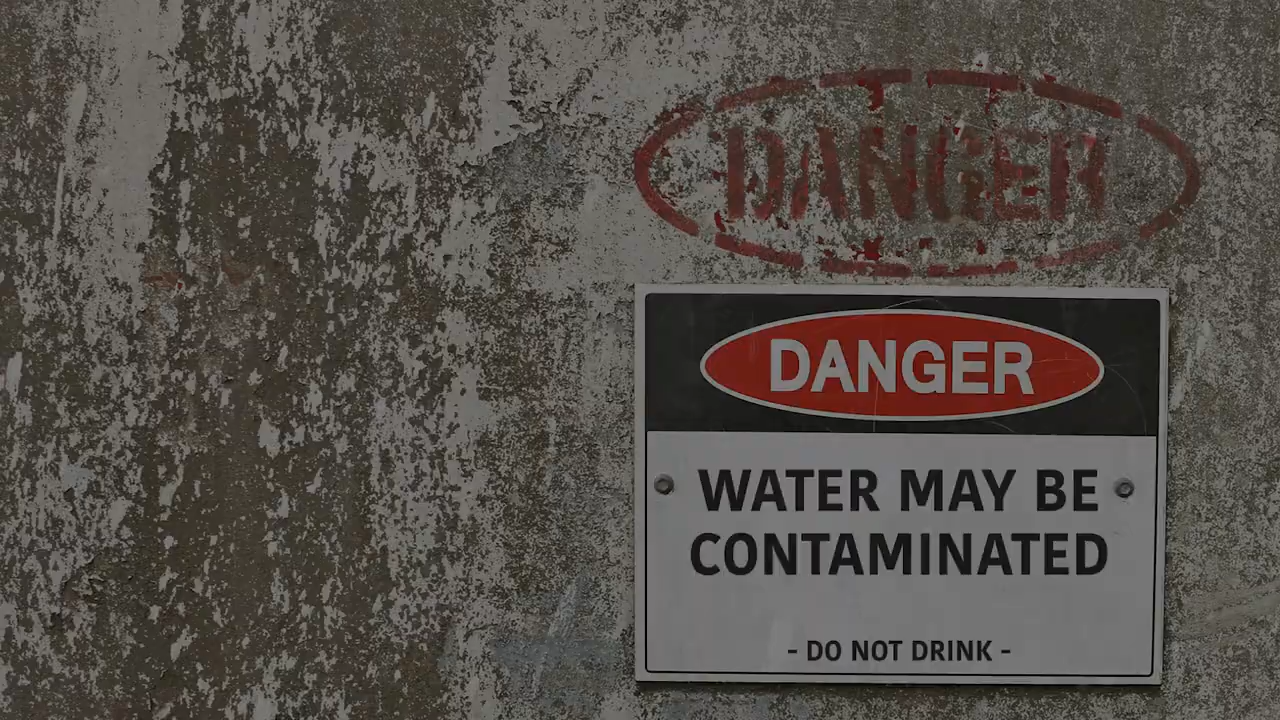 DANGER
DANGER
WATER MAY BE
CONTAMINATED
- DO NOT DRINK -